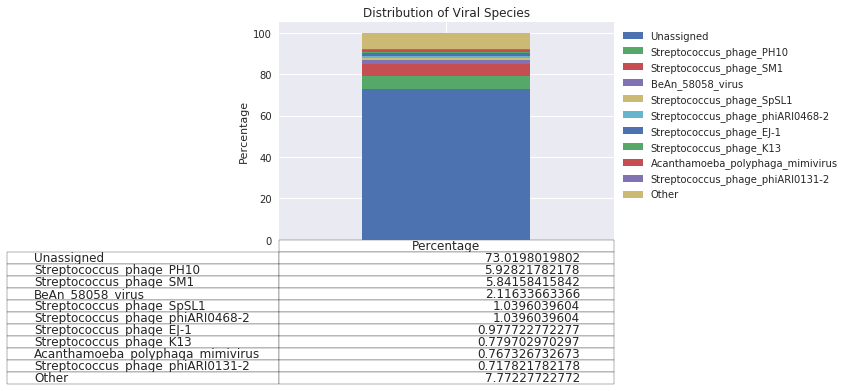 Distribution of Viral Species
100
80
60
40
20
0
Percentage
Unassigned
Streptococcus_phage_PH10
Streptococcus_phage_SM1
BeAn_58058_virus
Streptococcus_phage_SpSL1
Streptococcus_phage_phiARI0468-2
Streptococcus_phage_EJ-1
Streptococcus_phage_K13
Acanthamoeba_polyphaga_mimivirus
Streptococcus_phage_phiARI0131-2
Other
Percentage
Unassigned 73.0198019802
Streptococcus_phage_PH10 5.92821782178
Streptococcus_phage_SM1 5.84158415842
BeAn_58058_virus 2.11633663366
Streptococcus_phage_SpSL1 1.0396039604
Streptococcus_phage_phiARI0468-2 1.0396039604
Streptococcus_phage_EJ-1 0.977722772277
Streptococcus_phage_K13 0.779702970297
Acanthamoeba_polyphaga_mimivirus 0.767326732673
Streptococcus_phage_phiARI0131-2 0.717821782178
Other 7.77227722772